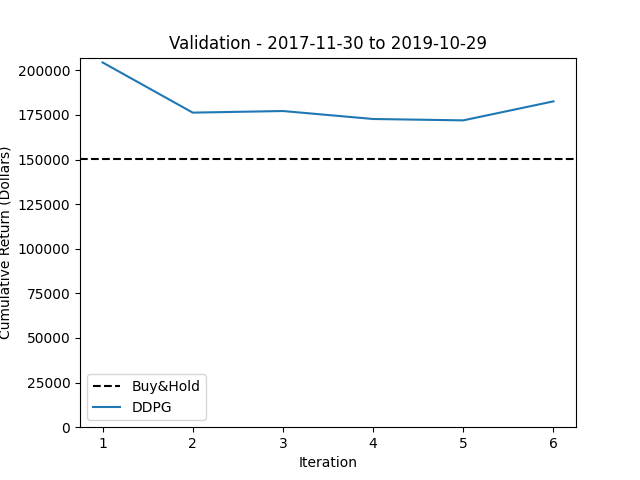 Validation - 2017-11-30 to 2019-10-29
Cumulative Return (Dollars)
200000
175000
150000
125000
100000
75000
50000
25000
0
Buy&Hold
DDPG
1 2 3 4 5 6
Iteration